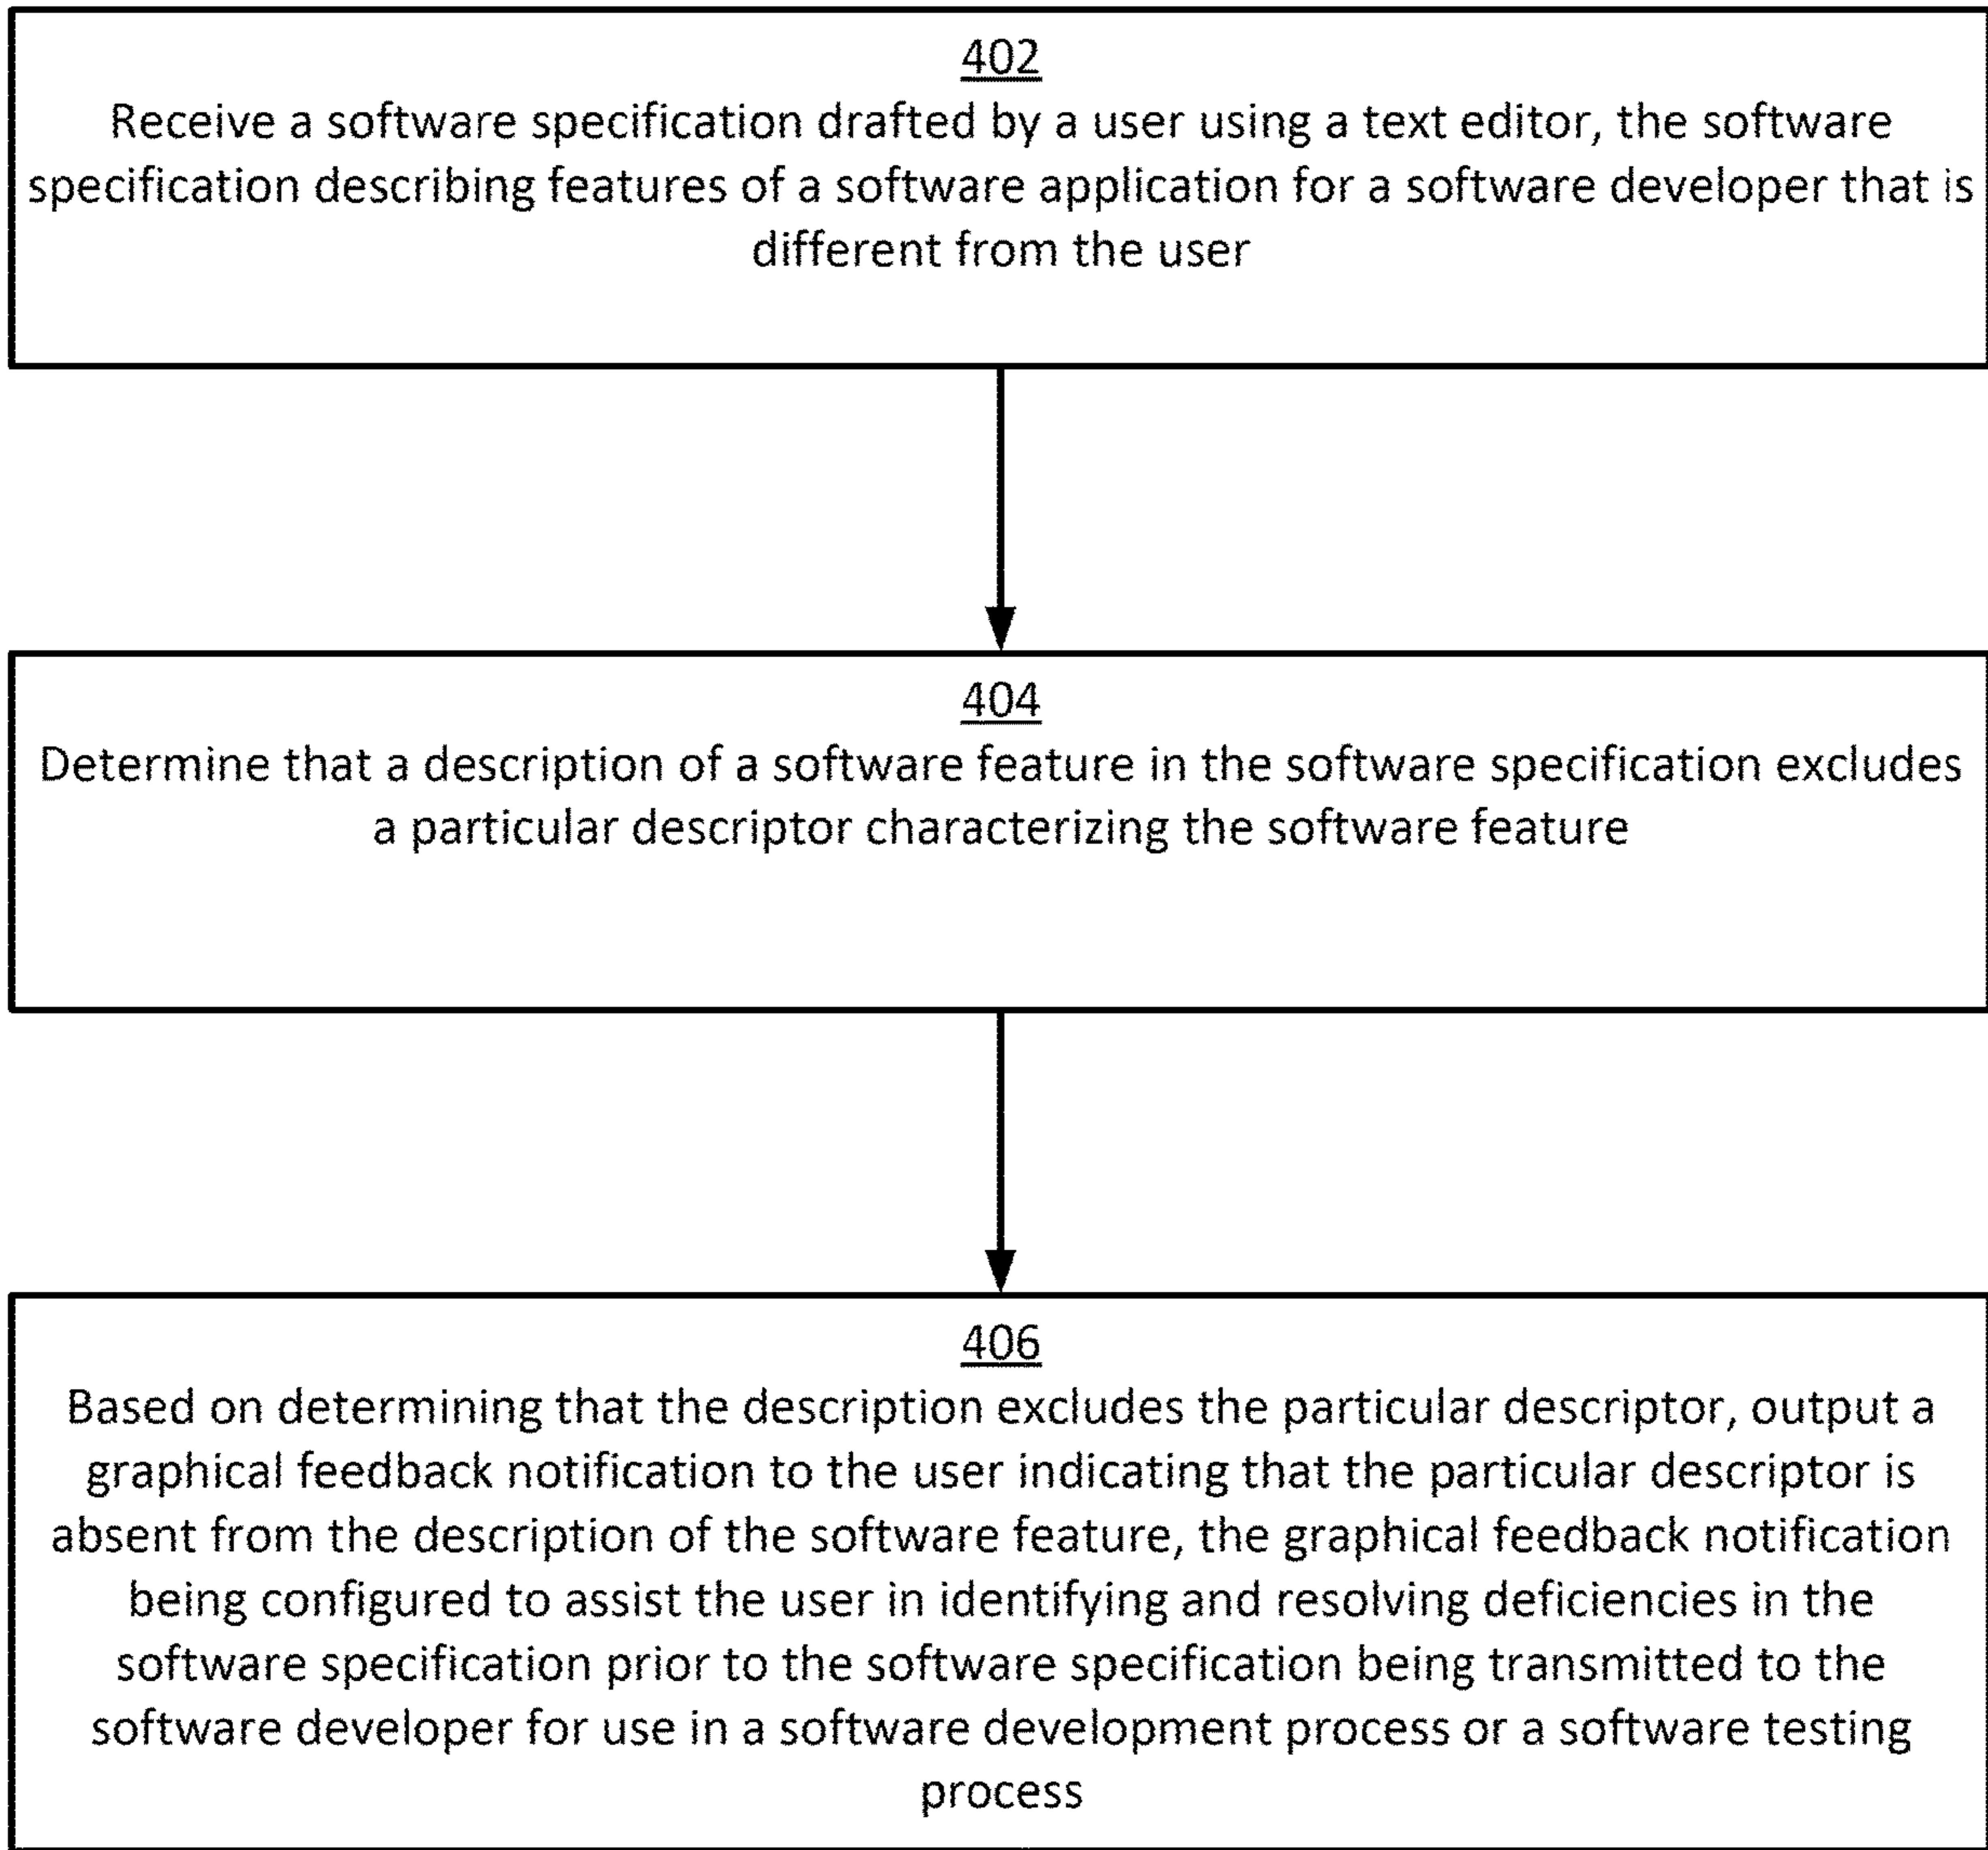 402
Receive a software specification drafted by a user using a text editor, the software
specification describing features of a software application for a software developer that is
different from the user
404
Determine that a description of a software feature in the software specification excludes
a particular descriptor characterizing the software feature
406
Based on determining that the description excludes the particular descriptor, output a
graphical feedback notification to the user indicating that the particular descriptor is
absent from the description of the software feature, the graphical feedback notification
being configured to assist the user in identifying and resolving deficiencies in the
software specification prior to the software specification being transmitted to the
software developer for use in a software development process or a software testing
process